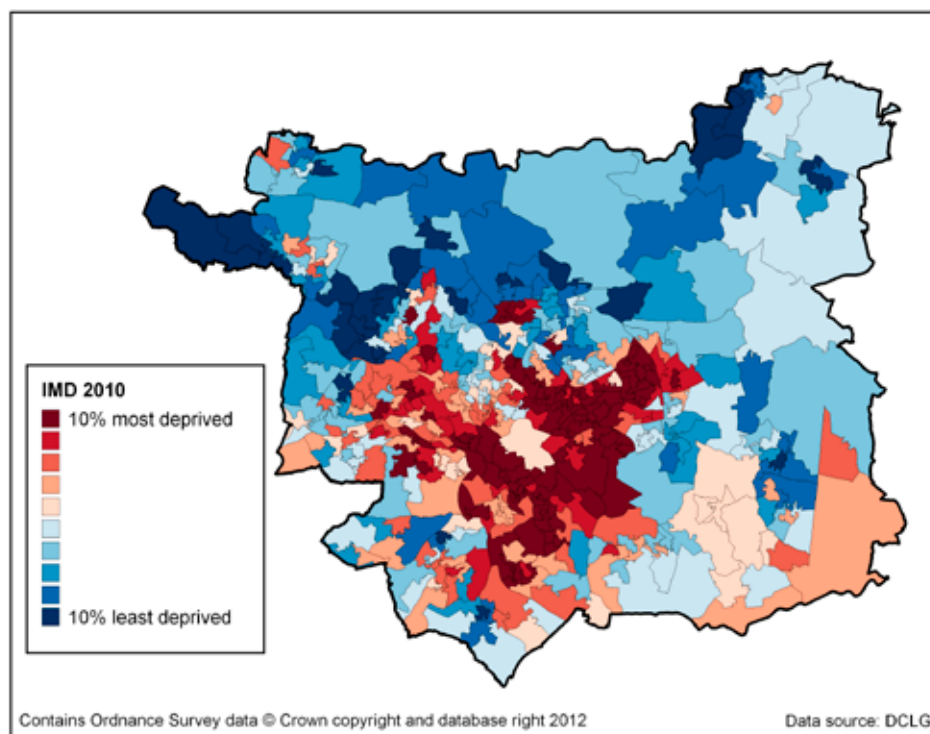 IMD 2010
10% most deprived
10% least deprived
Contains Ordnance Survey data © Crown copyright and database right 2012
Data source: DCLG